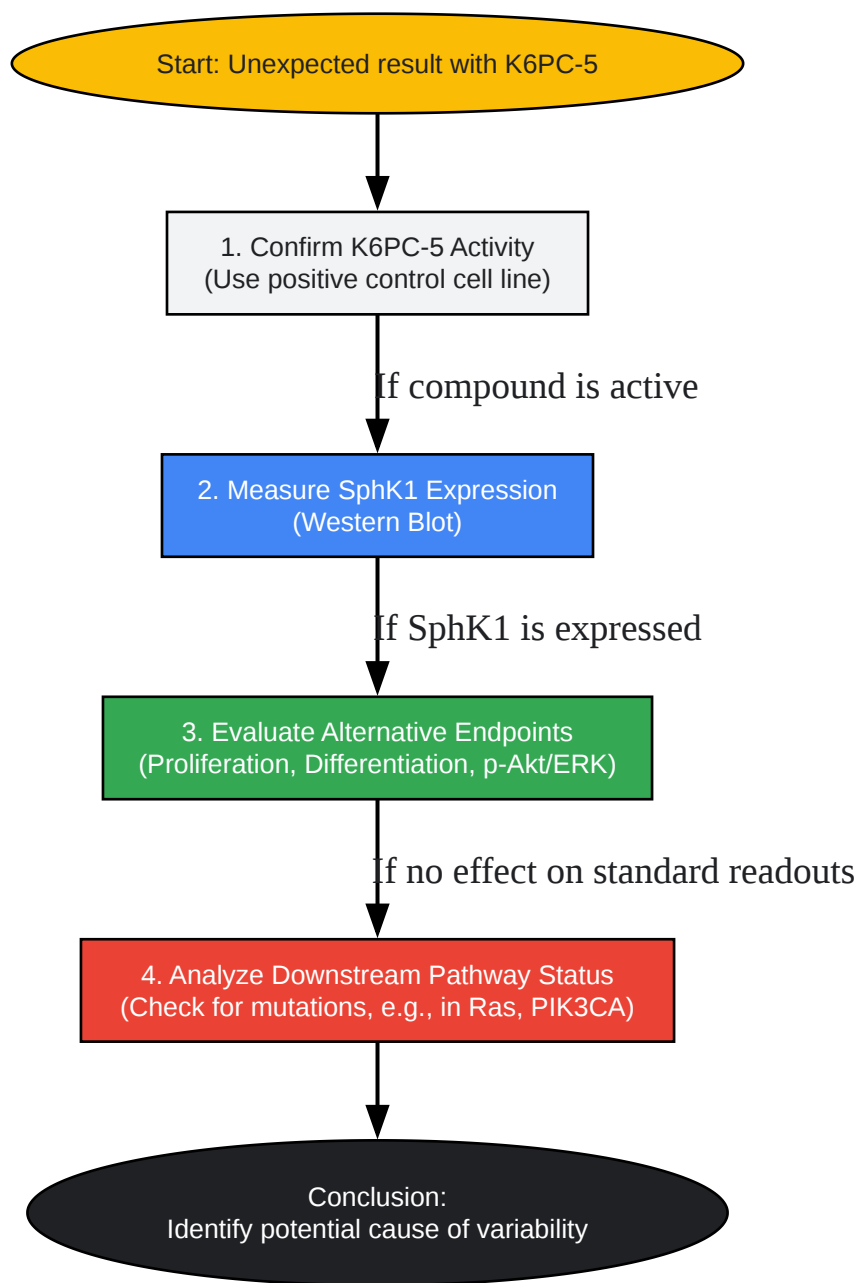 Start: Unexpected result with K6PC-5
1. Confirm K6PC-5 Activity
(Use positive control cell line)
If compound is active
2. Measure SphK1 Expression
(Western Blot)
If SphK1 is expressed
3. Evaluate Alternative Endpoints
(Proliferation, Differentiation, p-Akt/ERK)
If no effect on standard readouts
4. Analyze Downstream Pathway Status
(Check for mutations, e.g., in Ras, PIK3CA)
Conclusion:
Identify potential cause of variability